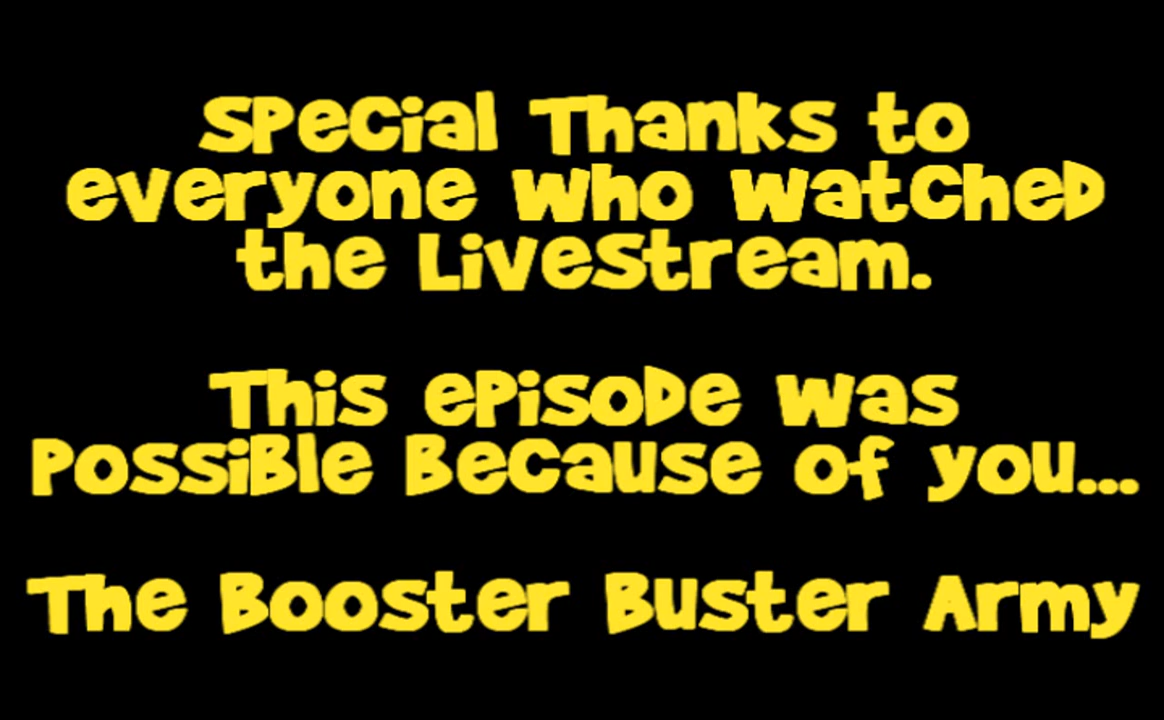 Special Thanks to
everyone who watched
the Livestream.
This episode was
possible because of you...
The Booster Buster Army